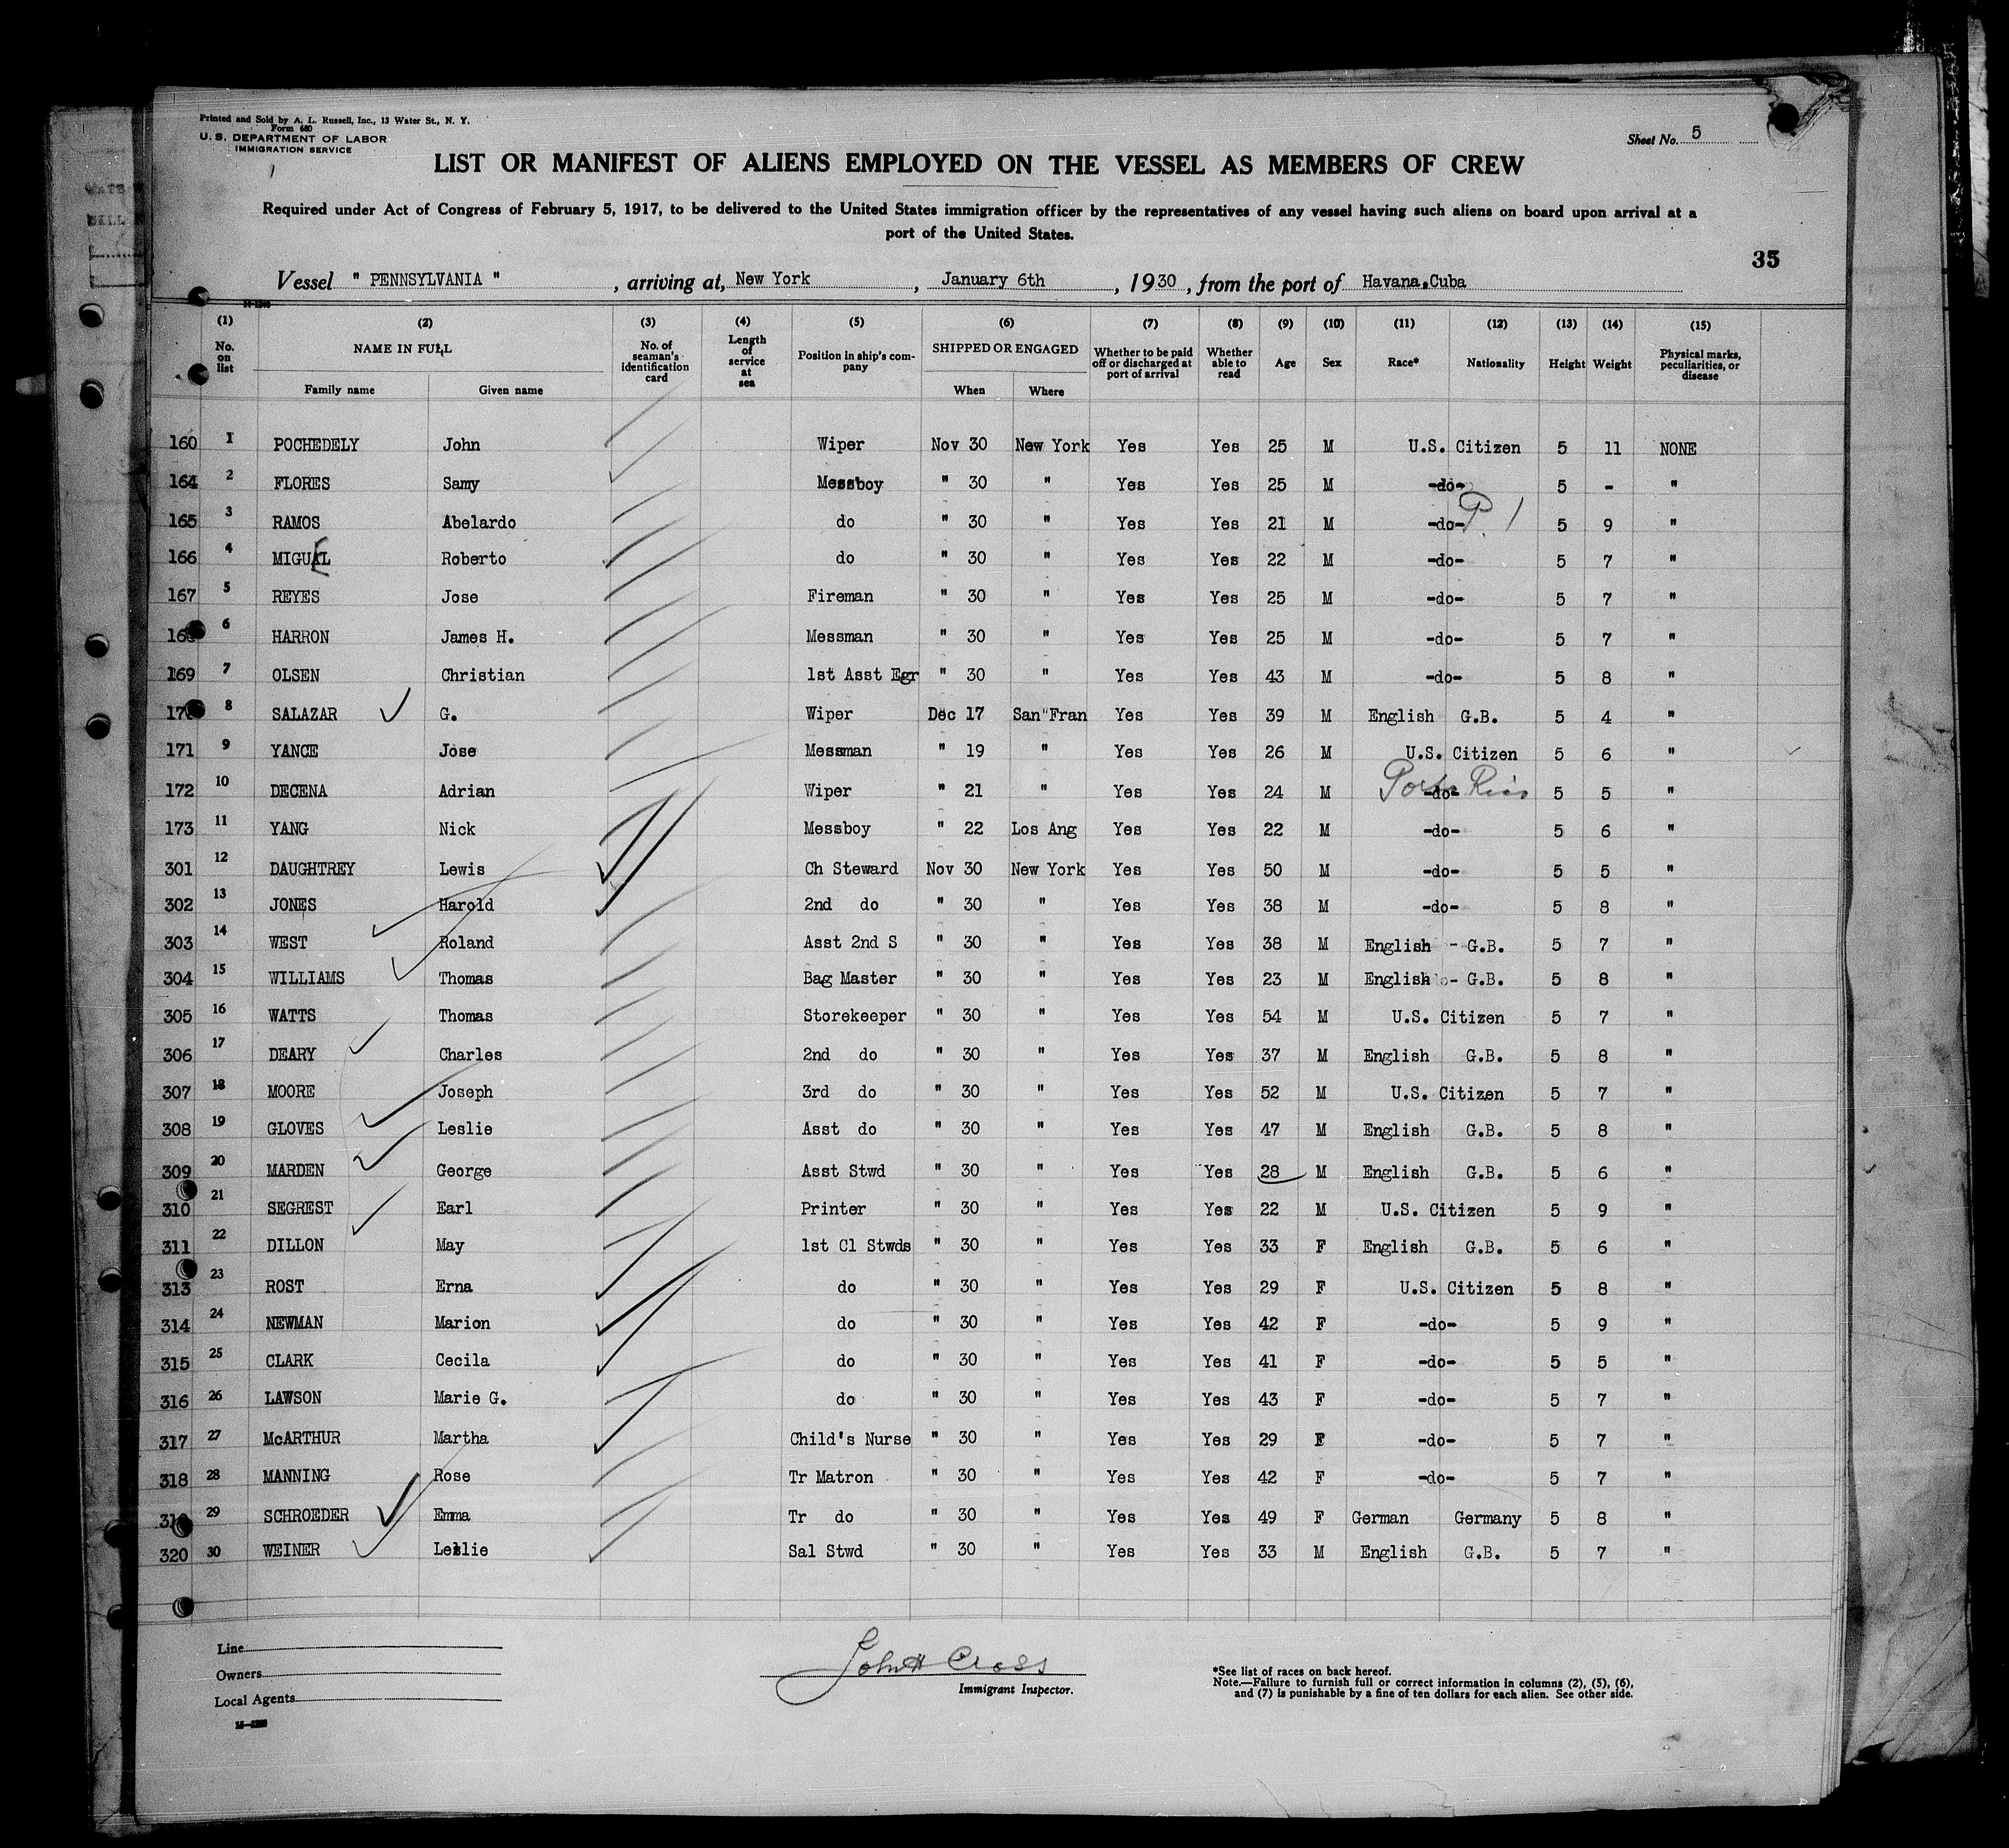 Printed and Sold by A. L. Russell, Inc., 13 Water St., N. Y.
Form 680
U. S. DEPARTMENT OF LABOR
IMMIGRATION SERVICE
Sheet No. 5
LIST OR MANIFEST OF ALIENS EMPLOYED ON THE VESSEL AS MEMBERS OF CREW
Required under Act of Congress of February 5, 1917, to be delivered to the United States immigration officer by the representatives of any vessel having such aliens on board upon arrival at a
port of the United States.
35
Vessel " PENNSYLVANIA " , arriving at, New York , January 6th , 1930 , from the port of Havana,Cuba
(1) (2) (3) (4) (5) (6) (7) (8) (9) (10) (11) (12) (13) (14) (15)
No. on list NAME IN FULL Family name Given name No. of seaman's identification card Length of service at sea Position in ship's company SHIPPED OR ENGAGED When Where Whether to be paid off or discharged at port of arrival Whether able to read Age Sex Race* Nationality Height Weight Physical marks, peculiarities, or disease
160 1 POCHEDELY John Wiper Nov 30 New York Yes Yes 25 M U.S. Citizen 5 11 NONE
164 2 FLORES Samy Messboy " 30 " Yes Yes 25 M -do- 5 - "
165 3 RAMOS Abelardo do " 30 " Yes Yes 21 M -do- P I 5 9 "
166 4 MIGUEL Roberto do " 30 " Yes Yes 22 M -do- 5 7 "
167 5 REYES Jose Fireman " 30 " Yes Yes 25 M -do- 5 7 "
168 6 HARRON James H. Messman " 30 " Yes Yes 25 M -do- 5 7 "
169 7 OLSEN Christian 1st Asst Egr " 30 " Yes Yes 43 M -do- 5 8 "
8 SALAZAR G. Wiper Dec 17 San"Fran Yes Yes 39 M English G.B. 5 4 "
171 9 YANCE Jose Messman " 19 " Yes Yes 26 M U.S. Citizen 5 6 "
172 10 DECENA Adrian Wiper " 21 " Yes Yes 24 M -do- Porto Rico 5 5 "
173 11 YANG Nick Messboy " 22 Los Ang Yes Yes 22 M -do- 5 6 "
301 12 DAUGHTREY Lewis Ch Steward Nov 30 New York Yes Yes 50 M -do- 5 5 "
302 13 JONES Harold 2nd do " 30 " Yes Yes 38 M -do- 5 8 "
303 14 WEST Roland Asst 2nd S " 30 " Yes Yes 38 M English - G.B. 5 7 "
304 15 WILLIAMS Thomas Bag Master " 30 " Yes Yes 23 M English - G.B. 5 8 "
305 16 WATTS Thomas Storekeeper " 30 " Yes Yes 54 M U.S. Citizen 5 7 "
306 17 DEARY Charles 2nd do " 30 " Yes Yes 37 M English G.B. 5 8 "
307 18 MOORE Joseph 3rd do " 30 " Yes Yes 52 M U.S. Citizen 5 7 "
308 19 GLOVES Leslie Asst do " 30 " Yes Yes 47 M English G.B. 5 8 "
309 20 MARDEN George Asst Stwd " 30 " Yes Yes 28 M English G.B. 5 6 "
310 21 SEGREST Earl Printer " 30 " Yes Yes 22 M U.S. Citizen 5 9 "
311 22 DILLON May 1st Cl Stwds " 30 " Yes Yes 33 F English G.B. 5 6 "
313 23 ROST Erna do " 30 " Yes Yes 29 F U.S. Citizen 5 8 "
314 24 NEWMAN Marion do " 30 " Yes Yes 42 F -do- 5 9 "
315 25 CLARK Cecila do " 30 " Yes Yes 41 F -do- 5 5 "
316 26 LAWSON Marie G. do " 30 " Yes Yes 43 F -do- 5 7 "
317 27 McARTHUR Martha Child's Nurse " 30 " Yes Yes 29 F -do- 5 7 "
318 28 MANNING Rose Tr Matron " 30 " Yes Yes 42 F -do- 5 7 "
319 29 SCHROEDER Emma Tr do " 30 " Yes Yes 49 F German Germany 5 8 "
320 30 WEINER Leslie Sal Stwd " 30 " Yes Yes 33 M English G.B. 5 7 "
Line
Owners
Local Agents
John H Cross
Immigrant Inspector.
*See list of races on back hereof.
Note.—Failure to furnish full or correct information in columns (2), (5), (6),
and (7) is punishable by a fine of ten dollars for each alien. See other side.